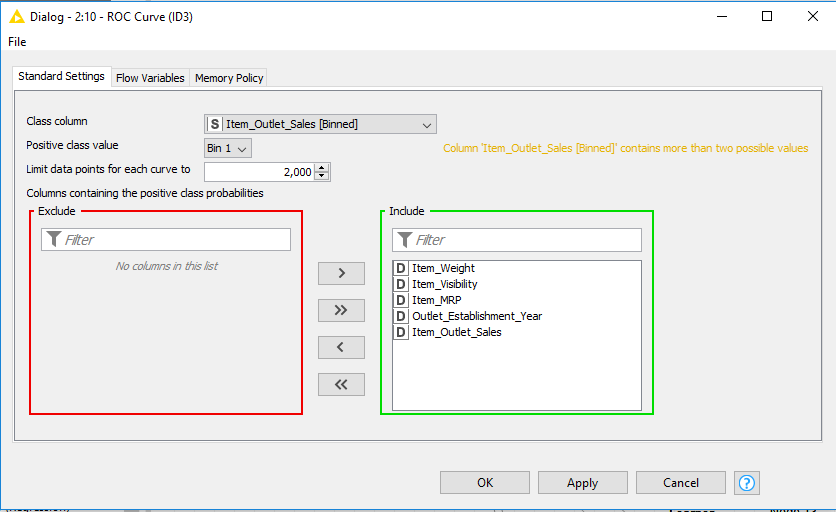 Dialog - 2:10 - ROC Curve (ID3)
File
Standard Settings Flow Variables Memory Policy
Class column S Item_Outlet_Sales [Binned]
Positive class value Bin 1 Column 'Item_Outlet_Sales [Binned]' contains more than two possible values
Limit data points for each curve to 2,000
Columns containing the positive class probabilities
Exclude
Filter
No columns in this list
>
>>
<
<<
Include
Filter
D Item_Weight
D Item_Visibility
D Item_MRP
D Outlet_Establishment_Year
D Item_Outlet_Sales
OK Apply Cancel ?